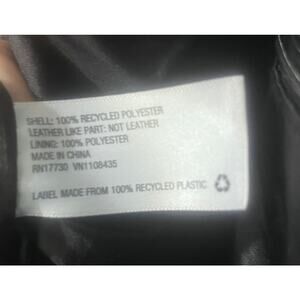 SHELL: 100% RECYCLED POLYESTER
LEATHER LIKE PART: NOT LEATHER
LINING: 100% POLYESTER
MADE IN CHINA
RN17730 VN1108435
LABEL MADE FROM 100% RECYCLED PLASTIC